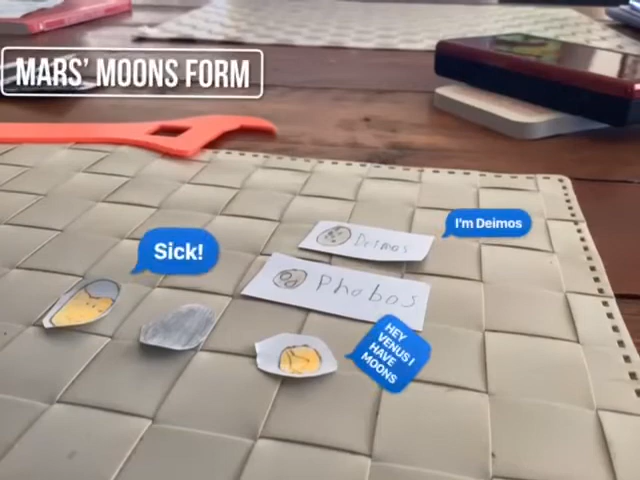 MARS' MOONS FORM
I'm Deimos
Deimos
Sick!
Phobos
HEY
VENUS I
HAVE
MOONS